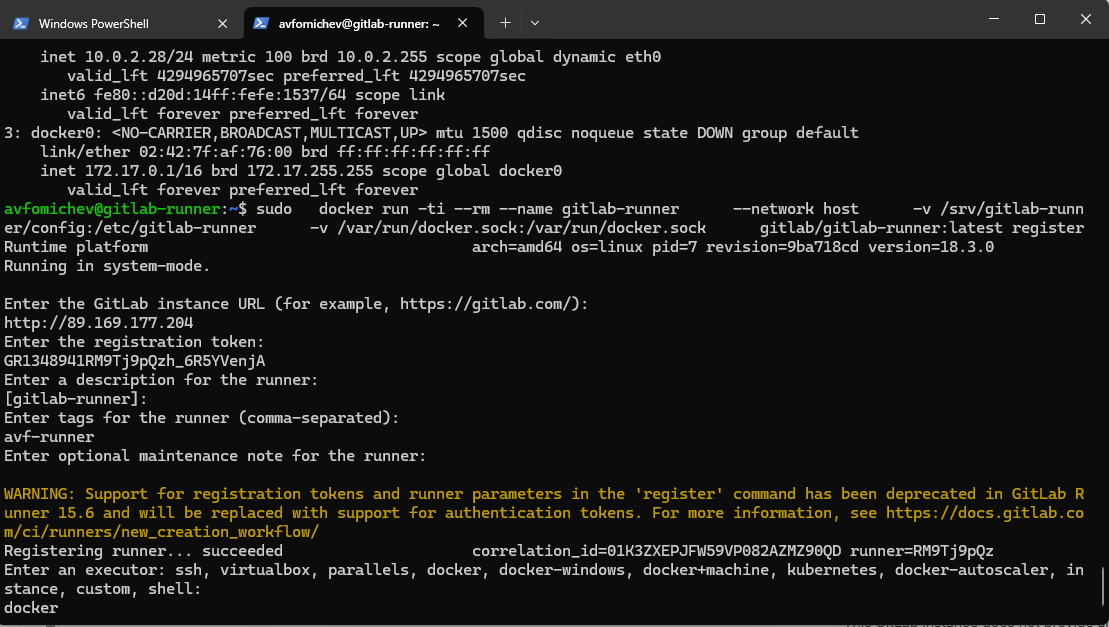 Windows PowerShell
avfomichev@gitlab-runner: ~
inet 10.0.2.28/24 metric 100 brd 10.0.2.255 scope global dynamic eth0
valid_lft 4294965707sec preferred_lft 4294965707sec
inet6 fe80::d20d:14ff:fefe:1537/64 scope link
valid_lft forever preferred_lft forever
3: docker0: <NO-CARRIER,BROADCAST,MULTICAST,UP> mtu 1500 qdisc noqueue state DOWN group default
link/ether 02:42:7f:af:76:00 brd ff:ff:ff:ff:ff:ff
inet 172.17.0.1/16 brd 172.17.255.255 scope global docker0
valid_lft forever preferred_lft forever
avfomichev@gitlab-runner:~$ sudo   docker run -ti --rm --name gitlab-runner      --network host      -v /srv/gitlab-runn
er/config:/etc/gitlab-runner      -v /var/run/docker.sock:/var/run/docker.sock      gitlab/gitlab-runner:latest register
Runtime platform                                    arch=amd64 os=linux pid=7 revision=9ba718cd version=18.3.0
Running in system-mode.
Enter the GitLab instance URL (for example, https://gitlab.com/):
http://89.169.177.204
Enter the registration token:
GR1348941RM9Tj9pQzh_6R5YVenjA
Enter a description for the runner:
[gitlab-runner]:
Enter tags for the runner (comma-separated):
avf-runner
Enter optional maintenance note for the runner:
WARNING: Support for registration tokens and runner parameters in the 'register' command has been deprecated in GitLab R
unner 15.6 and will be replaced with support for authentication tokens. For more information, see https://docs.gitlab.co
m/ci/runners/new_creation_workflow/
Registering runner... succeeded                     correlation_id=01K3ZXEPJFW59VP082AZMZ90QD runner=RM9Tj9pQz
Enter an executor: ssh, virtualbox, parallels, docker, docker-windows, docker+machine, kubernetes, docker-autoscaler, in
stance, custom, shell:
docker